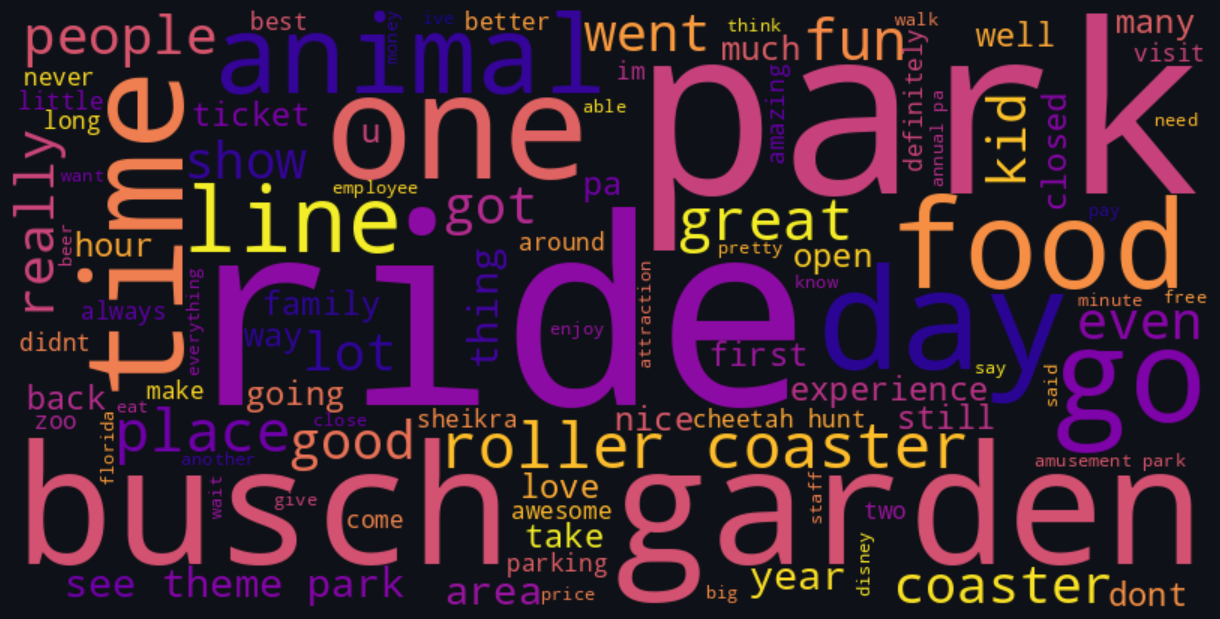 people
best
ive
better
went
think
walk
many
animal
money
much
fun
well
visit
never
im
park
little
long
time
ticket
one
u
able
amazing
definitely
annual pa
kid
closed
need
really
want
show
employee
pa
line
got
great
food
pay
beer
hour
around
pretty
open
ride
thing
know
day
minute
free
always
everything
family
enjoy
attraction
even
didnt
way
lot
first
say
said
go
back
make
going
experience
zoo
eat
close
sheikra
nice
cheetah hunt
still
florida
place
good
roller coaster
another
amusement park
busch garden
wait
give
come
love
awesome
take
staff
two
parking
see
theme park
area
price
big
year
disney
coaster
dont